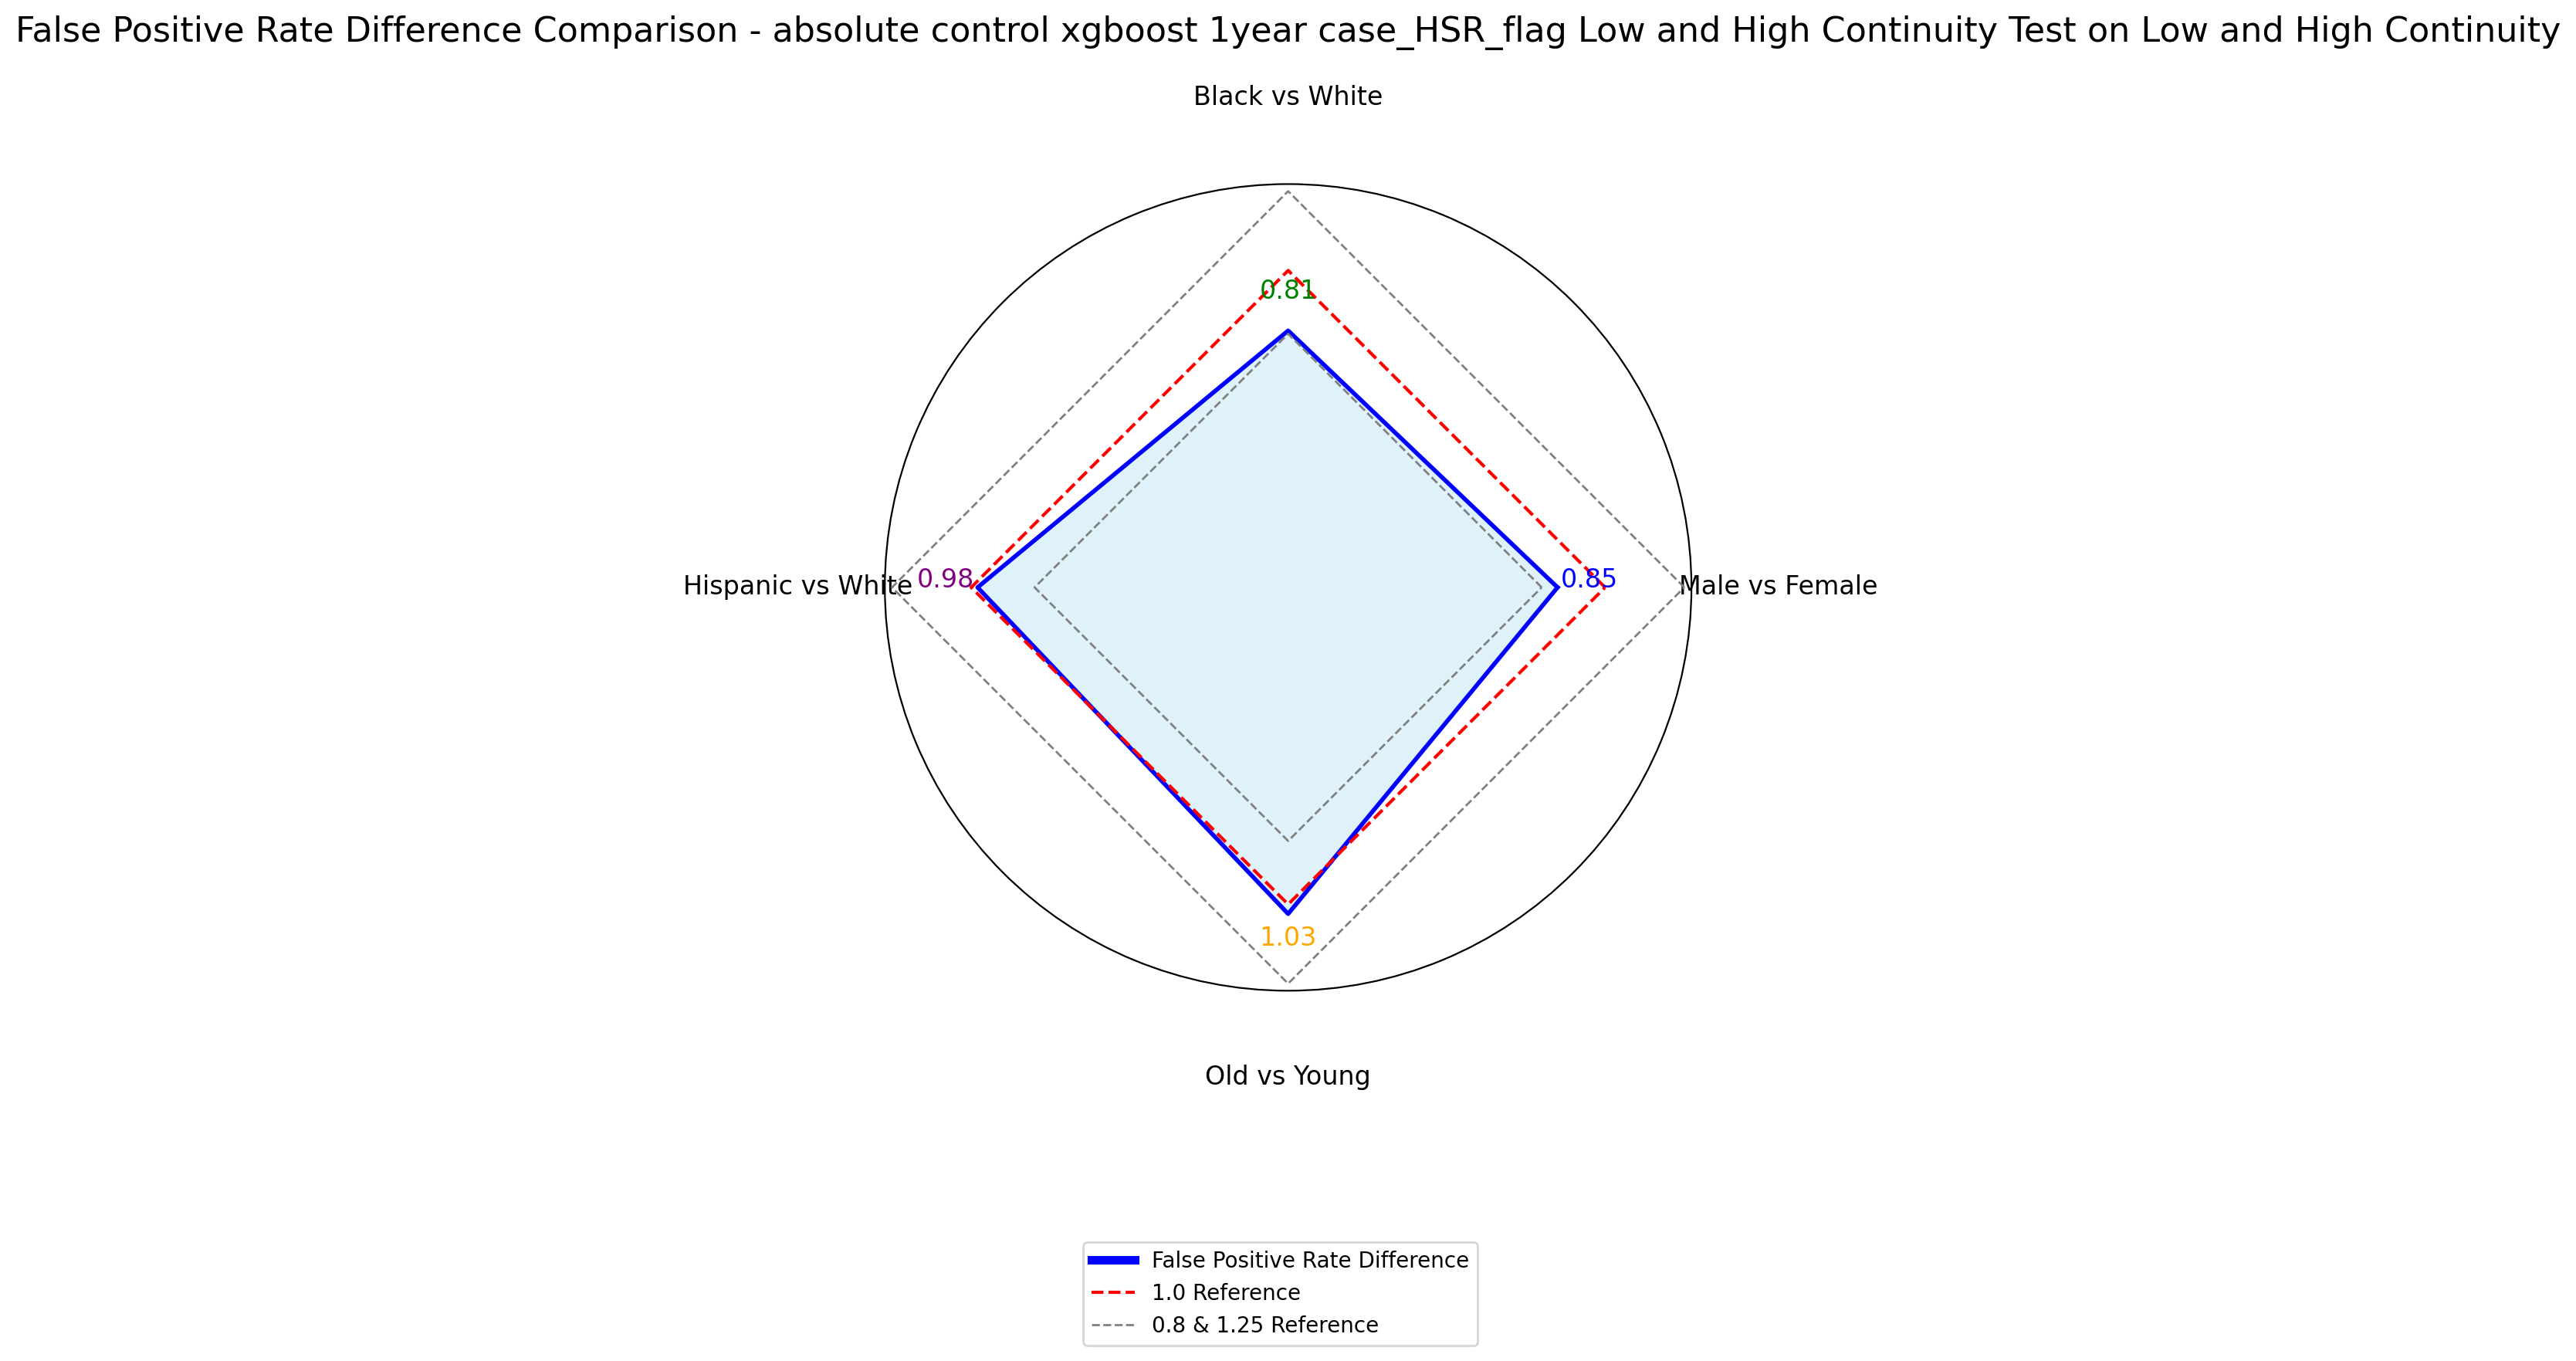 False Positive Rate Difference Comparison - absolute control xgboost 1year case_HSR_flag Low and High Continuity Test on Low and High Continuity
Black vs White
0.81
Hispanic vs White
0.98
0.85
Male vs Female
1.03
Old vs Young
False Positive Rate Difference
1.0 Reference
0.8 & 1.25 Reference